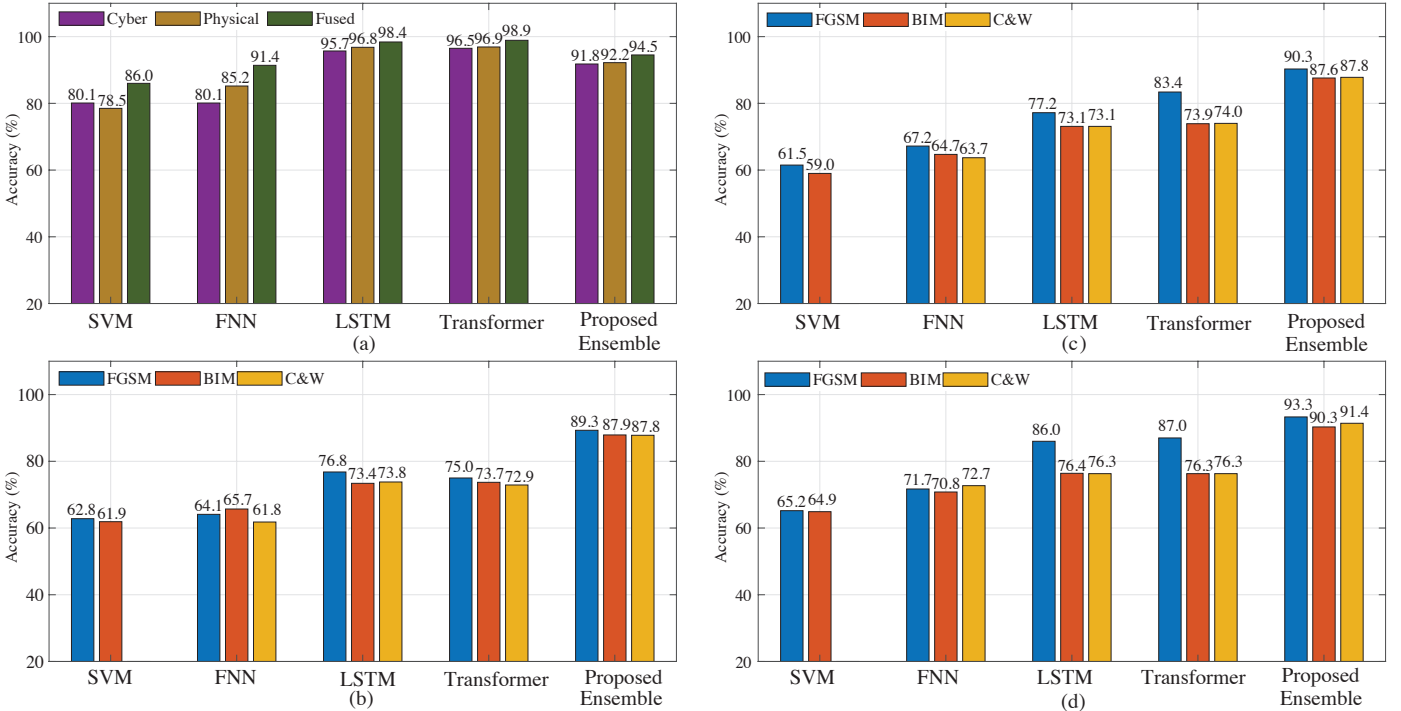 Cyber Physical Fused
100
80
60
40
20
Accuracy (%)
80.1 78.5 86.0
80.1 85.2 91.4
95.7 96.8 98.4
96.5 96.9 98.9
91.8 92.2 94.5
SVM FNN LSTM Transformer Proposed
Ensemble
(a)
FGSM BIM C&W
100
80
60
40
20
Accuracy (%)
61.5 59.0
67.2 64.7 63.7
77.2 73.1 73.1
83.4 73.9 74.0
90.3 87.6 87.8
SVM FNN LSTM Transformer Proposed
Ensemble
(c)
FGSM BIM C&W
100
80
60
40
20
Accuracy (%)
62.8 61.9
64.1 65.7 61.8
76.8 73.4 73.8
75.0 73.7 72.9
89.3 87.9 87.8
SVM FNN LSTM Transformer Proposed
Ensemble
(b)
FGSM BIM C&W
100
80
60
40
20
Accuracy (%)
65.2 64.9
71.7 70.8 72.7
86.0 76.4 76.3
87.0 76.3 76.3
93.3 90.3 91.4
SVM FNN LSTM Transformer Proposed
Ensemble
(d)